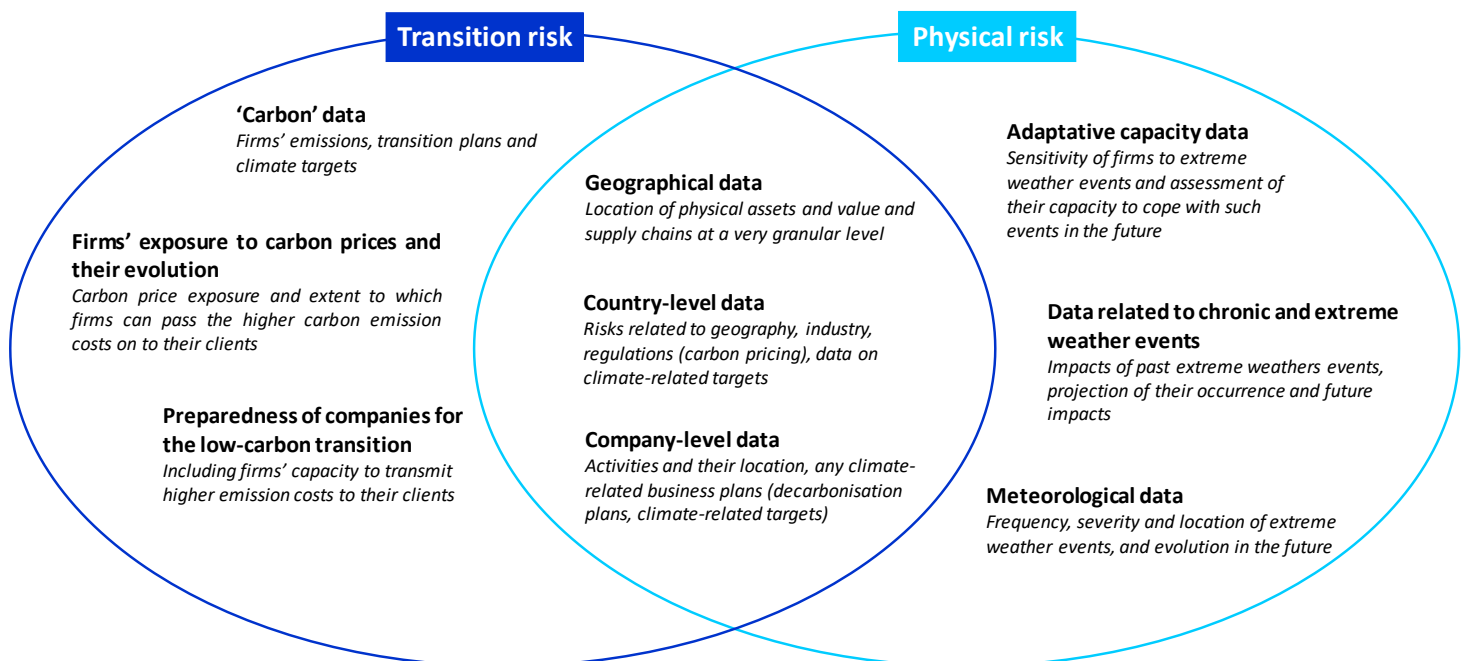 Transition risk
Physical risk
‘Carbon’ data
Firms’ emissions, transition plans and
climate targets
Firms’ exposure to carbon prices and
their evolution
Carbon price exposure and extent to which
firms can pass the higher carbon emission
costs on to their clients
Preparedness of companies for
the low-carbon transition
Including firms’ capacity to transmit
higher emission costs to their clients
Geographical data
Location of physical assets and value and
supply chains at a very granular level
Country-level data
Risks related to geography, industry,
regulations (carbon pricing), data on
climate-related targets
Company-level data
Activities and their location, any climate-
related business plans (decarbonisation
plans, climate-related targets)
Adaptative capacity data
Sensitivity of firms to extreme
weather events and assessment of
their capacity to cope with such
events in the future
Data related to chronic and extreme
weather events
Impacts of past extreme weathers events,
projection of their occurrence and future
impacts
Meteorological data
Frequency, severity and location of extreme
weather events, and evolution in the future